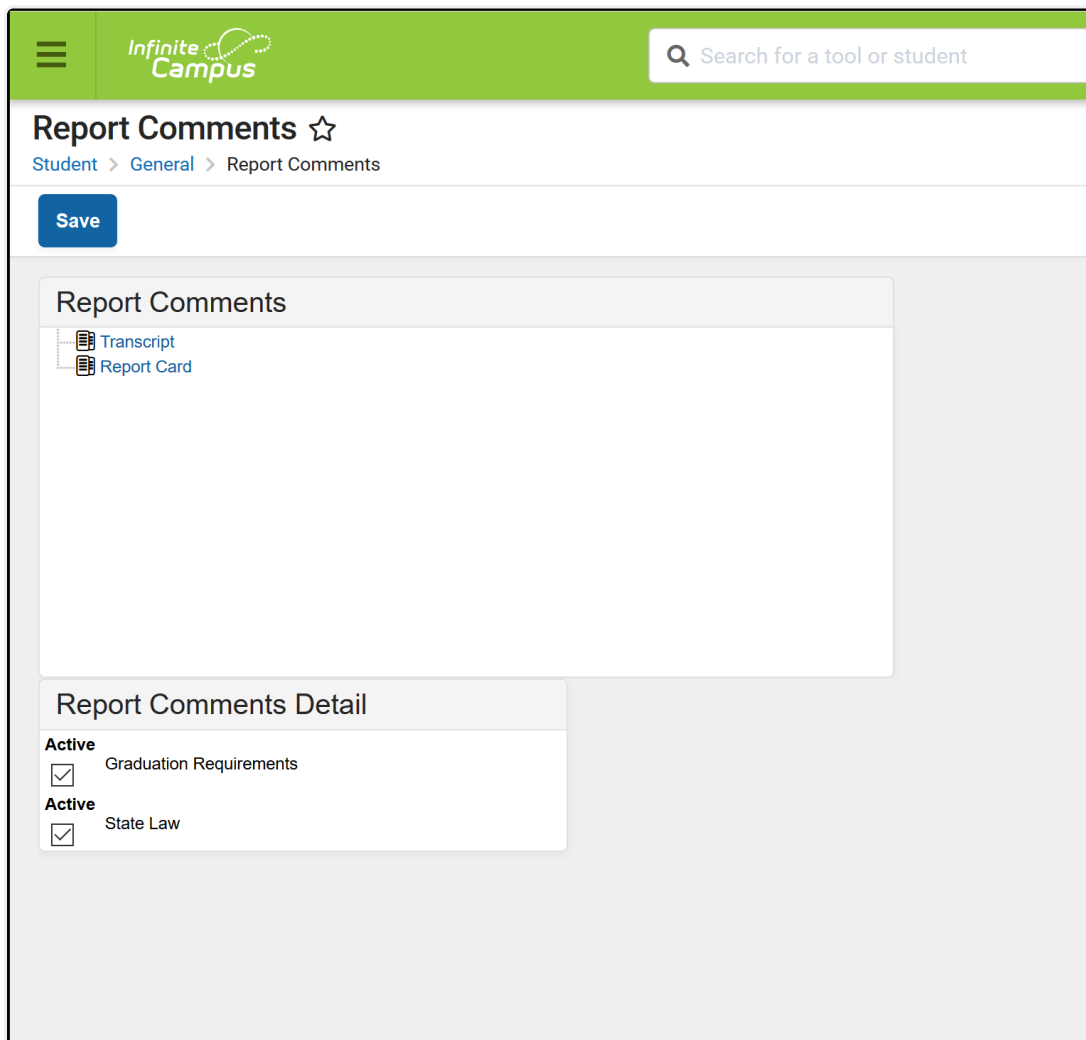 Infinite
Campus
Search for a tool or student
Report Comments
Student > General > Report Comments
Save
Report Comments
Transcript
Report Card
Report Comments Detail
Active
Graduation Requirements
Active
State Law